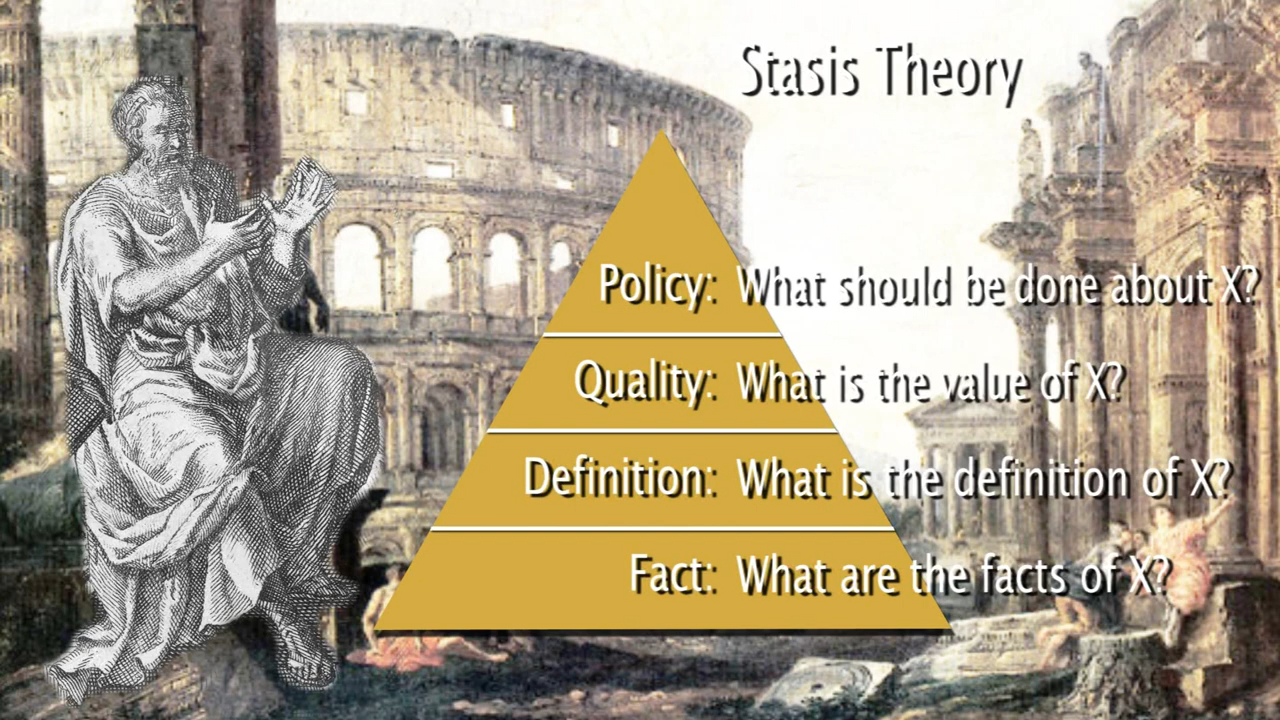 Stasis Theory
Policy: What should be done about X?
Quality: What is the value of X?
Definition: What is the definition of X?
Fact: What are the facts of X?